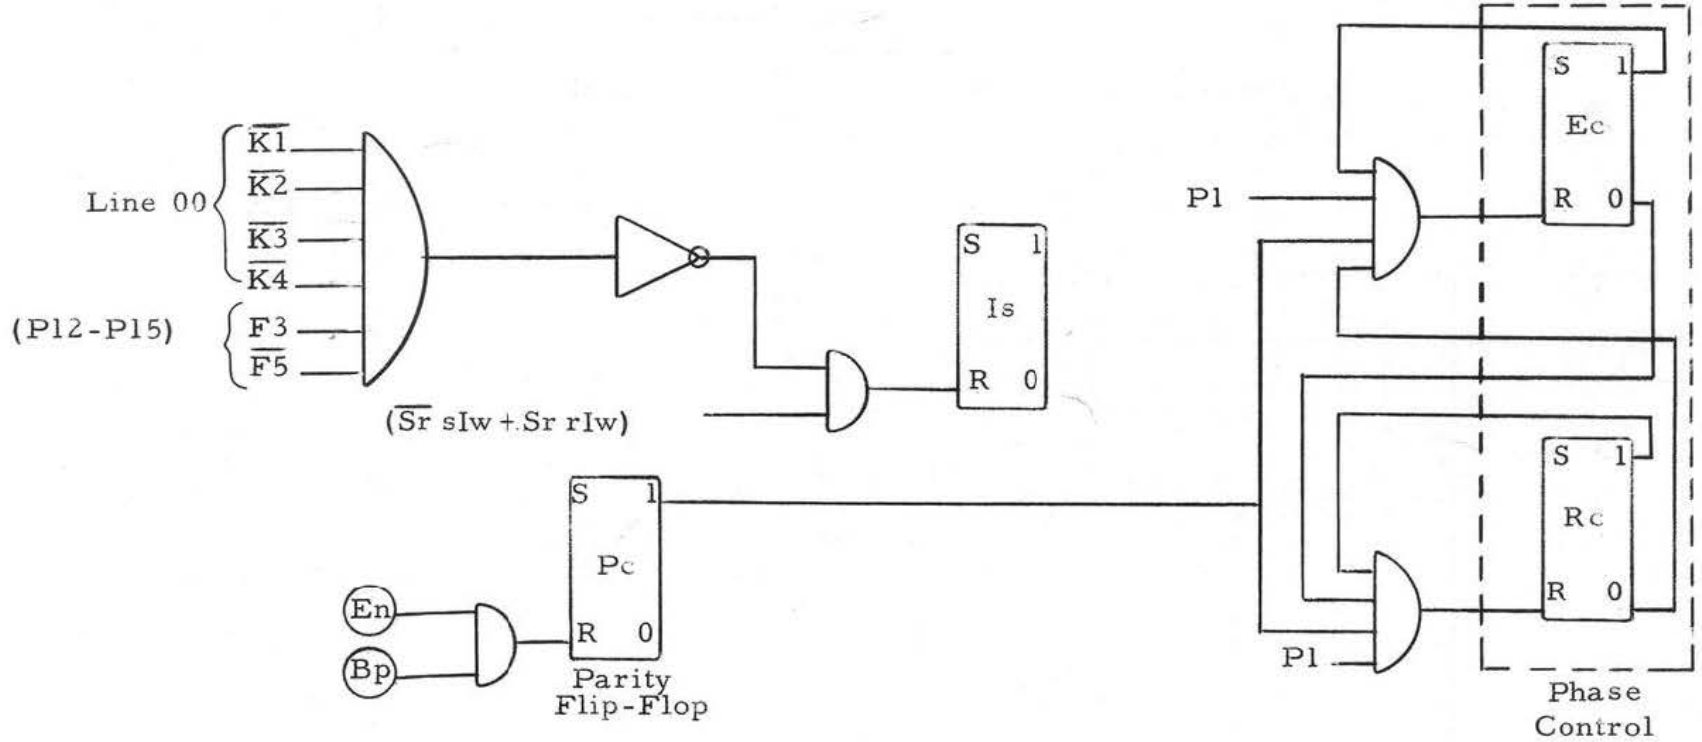 K̅1̅
K̅2̅
Line 00
K̅3̅
K̅4̅
(P12-P15)
F3
F̅5̅
(S̅r̅ sIw + Sr rIw)
S 1
Is
R 0
S 1
Pc
R 0
En
Bp
Parity
Flip-Flop
P1
S 1
Ec
R 0
S 1
Rc
R 0
P1
Phase
Control